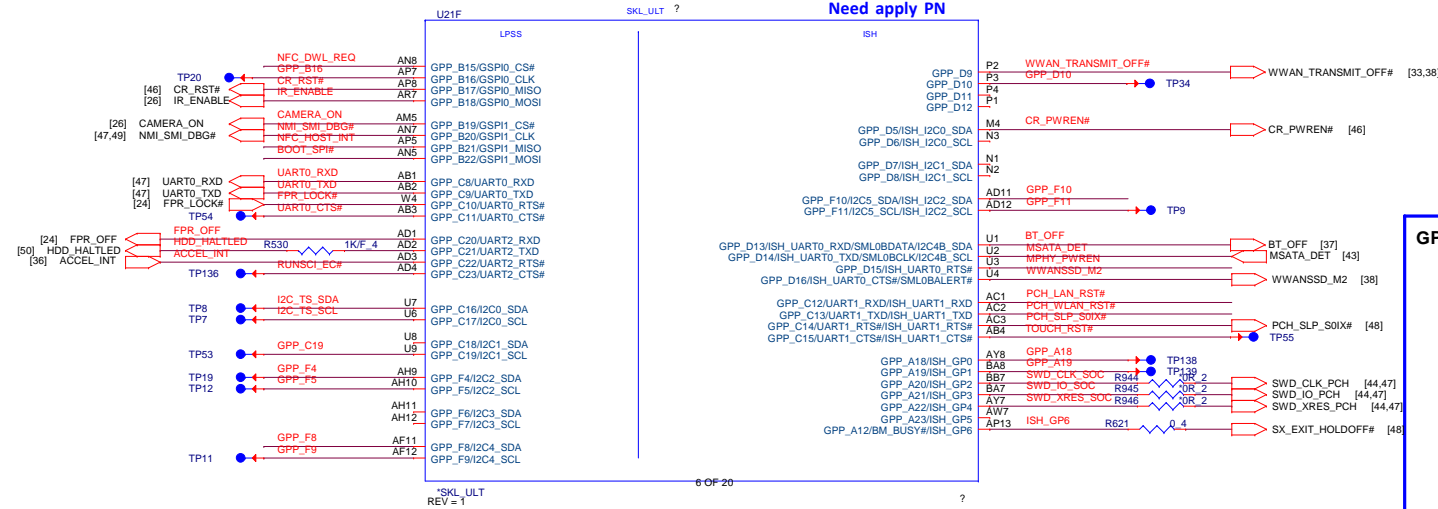 U21F
SKL_ULT ?
Need apply PN
LPSS
ISH
NFC_DWL_REQ AN8 GPP_B15/GSPI0_CS#
TP20 GPP_B16 AP7 GPP_B16/GSPI0_CLK
[46] CR_RST# CR_RST# AP8 GPP_B17/GSPI0_MISO
[26] IR_ENABLE IR_ENABLE AR7 GPP_B18/GSPI0_MOSI
[26] CAMERA_ON CAMERA_ON AM5 GPP_B19/GSPI1_CS#
[47,49] NMI_SMI_DBG# NMI_SMI_DBG# AN7 GPP_B20/GSPI1_CLK
NFC_HOST_INT AP5 GPP_B21/GSPI1_MISO
BOOT_SPI# AN5 GPP_B22/GSPI1_MOSI
[47] UART0_RXD UART0_RXD AB1 GPP_C8/UART0_RXD
[47] UART0_TXD UART0_TXD AB2 GPP_C9/UART0_TXD
[24] FPR_LOCK# FPR_LOCK# W4 GPP_C10/UART0_RTS#
TP54 UART0_CTS# AB3 GPP_C11/UART0_CTS#
[24] FPR_OFF FPR_OFF AD1 GPP_C20/UART2_RXD
[50] HDD_HALTLED HDD_HALTLED R530 1K/F_4 AD2 GPP_C21/UART2_TXD
[36] ACCEL_INT ACCEL_INT AD3 GPP_C22/UART2_RTS#
TP136 RUNSCI_EC# AD4 GPP_C23/UART2_CTS#
TP8 I2C_TS_SDA U7 GPP_C16/I2C0_SDA
TP7 I2C_TS_SCL U6 GPP_C17/I2C0_SCL
U8 GPP_C18/I2C1_SDA
TP53 GPP_C19 U9 GPP_C19/I2C1_SCL
TP19 GPP_F4 AH9 GPP_F4/I2C2_SDA
TP12 GPP_F5 AH10 GPP_F5/I2C2_SCL
AH11 GPP_F6/I2C3_SDA
AH12 GPP_F7/I2C3_SCL
GPP_F8 AF11 GPP_F8/I2C4_SDA
TP11 GPP_F9 AF12 GPP_F9/I2C4_SCL
GPP_D9 P2 WWAN_TRANSMIT_OFF# WWAN_TRANSMIT_OFF# [33,38]
GPP_D10 P3 GPP_D10 TP34
GPP_D11 P4
GPP_D12 P1
GPP_D5/ISH_I2C0_SDA M4 CR_PWREN# CR_PWREN# [46]
GPP_D6/ISH_I2C0_SCL N3
GPP_D7/ISH_I2C1_SDA N1
GPP_D8/ISH_I2C1_SCL N2
GPP_F10/I2C5_SDA/ISH_I2C2_SDA AD11 GPP_F10
GPP_F11/I2C5_SCL/ISH_I2C2_SCL AD12 GPP_F11 TP9
GPP_D13/ISH_UART0_RXD/SML0BDATA/I2C4B_SDA U1 BT_OFF BT_OFF [37]
GPP_D14/ISH_UART0_TXD/SML0BCLK/I2C4B_SCL U2 MSATA_DET MSATA_DET [43]
GPP_D15/ISH_UART0_RTS# U3 MPHY_PWREN
GPP_D16/ISH_UART0_CTS#/SML0BALERT# U4 WWANSSD_M2 WWANSSD_M2 [38]
GPP_C12/UART1_RXD/ISH_UART1_RXD AC1 PCH_LAN_RST#
GPP_C13/UART1_TXD/ISH_UART1_TXD AC2 PCH_WLAN_RST#
GPP_C14/UART1_RTS#/ISH_UART1_RTS# AC3 PCH_SLP_S0IX# PCH_SLP_S0IX# [48]
GPP_C15/UART1_CTS#/ISH_UART1_CTS# AB4 TOUCH_RST# TP55
GPP_A18/ISH_GP0 AY8 GPP_A18 TP138
GPP_A19/ISH_GP1 BA8 GPP_A19 TP139
GPP_A20/ISH_GP2 BB7 SWD_CLK_SOC R944 *0R_2 SWD_CLK_PCH [44,47]
GPP_A21/ISH_GP3 BA7 SWD_IO_SOC R945 *0R_2 SWD_IO_PCH [44,47]
GPP_A22/ISH_GP4 AY7 SWD_XRES_SOC R946 *0R_2 SWD_XRES_PCH [44,47]
GPP_A23/ISH_GP5 AW7
GPP_A12/BM_BUSY#/ISH_GP6 AP13 ISH_GP6 R621 0_4 SX_EXIT_HOLDOFF# [48]
GP
*SKL_ULT
REV = 1
6 OF 20
?